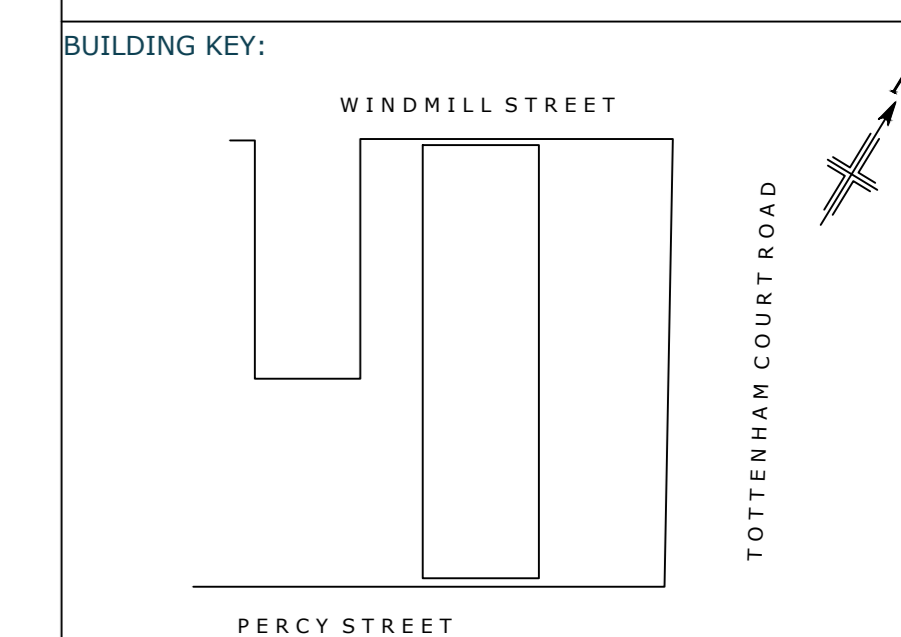 BUILDING KEY:
WINDMILL STREET
TOTTENHAM COURT ROAD
PERCY STREET